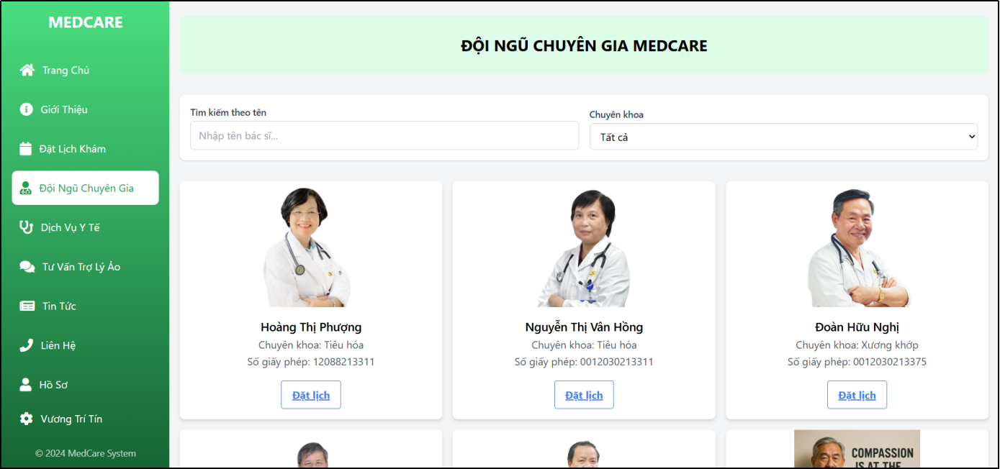 MEDCARE
Trang Chủ
Giới Thiệu
Đặt Lịch Khám
Đội Ngũ Chuyên Gia
Dịch Vụ Y Tế
Tư Vấn Trợ Lý Ảo
Tin Tức
Liên Hệ
Hồ Sơ
Vương Trí Tín
© 2024 MedCare System
ĐỘI NGŨ CHUYÊN GIA MEDCARE
Tìm kiếm theo tên
Nhập tên bác sĩ...
Chuyên khoa
Tất cả
Hoàng Thị Phượng
Chuyên khoa: Tiêu hóa
Số giấy phép: 12088213311
Đặt lịch
Nguyễn Thị Vân Hồng
Chuyên khoa: Tiêu hóa
Số giấy phép: 0012030213311
Đặt lịch
Đoàn Hữu Nghị
Chuyên khoa: Xương khớp
Số giấy phép: 0012030213375
Đặt lịch
COMPASSION
IS AT THE